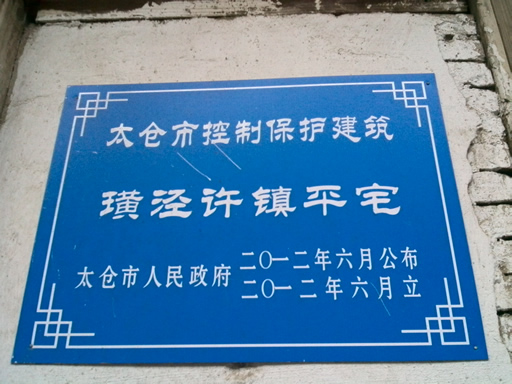 太仓市控制保护建筑
璜泾许镇平宅
太仓市人民政府
二〇一二年六月公布
二〇一二年六月立